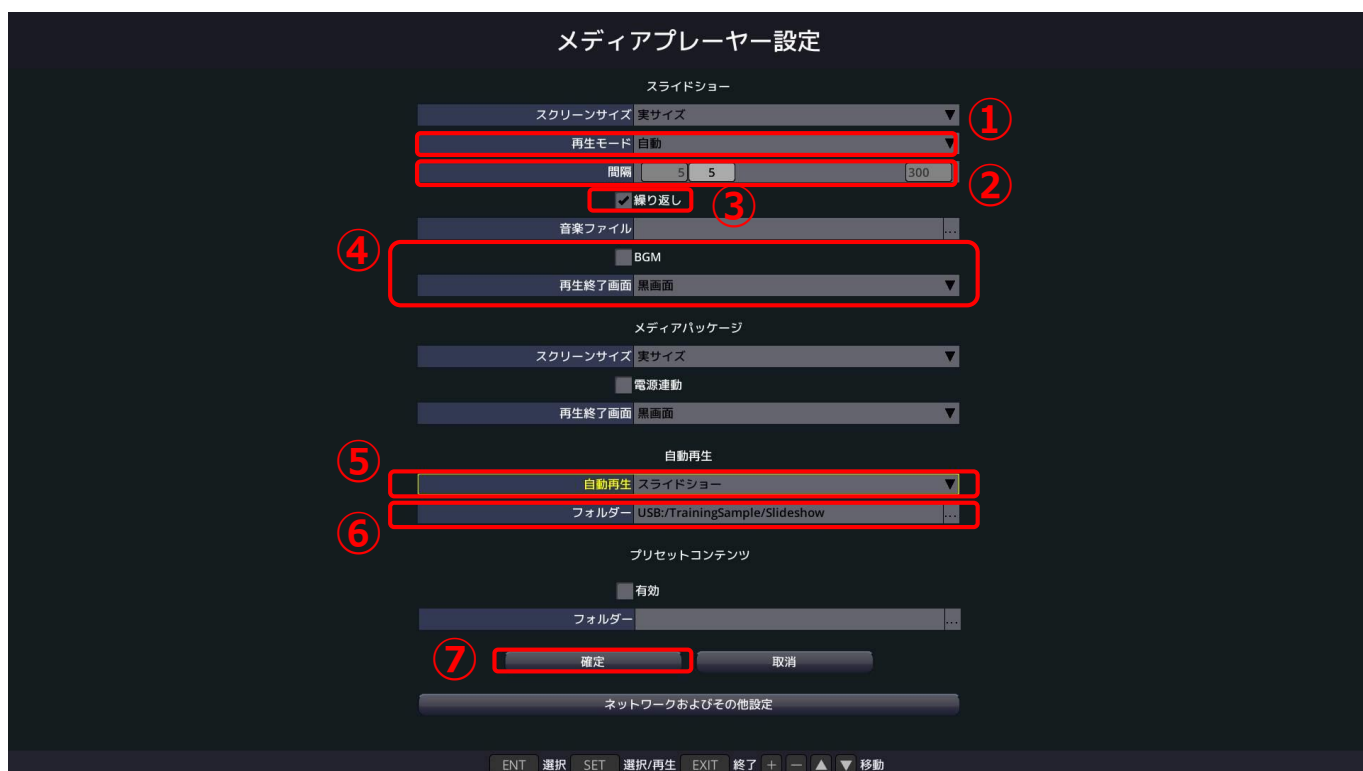 メディアプレーヤー設定
スライドショー
スクリーンサイズ 実サイズ ▼
①
再生モード 自動 ▼
間隔 5 5 300
②
✔繰り返し
③
音楽ファイル ...
④
BGM
再生終了画面 黒画面 ▼
メディアパッケージ
スクリーンサイズ 実サイズ ▼
電源連動
再生終了画面 黒画面 ▼
自動再生
⑤
自動再生 スライドショー ▼
フォルダー USB:/TrainingSample/Slideshow ...
⑥
プリセットコンテンツ
有効
フォルダー ...
⑦ 確定 取消
ネットワークおよびその他設定
ENT 選択 SET 選択/再生 EXIT 終了 + − ▲ ▼ 移動